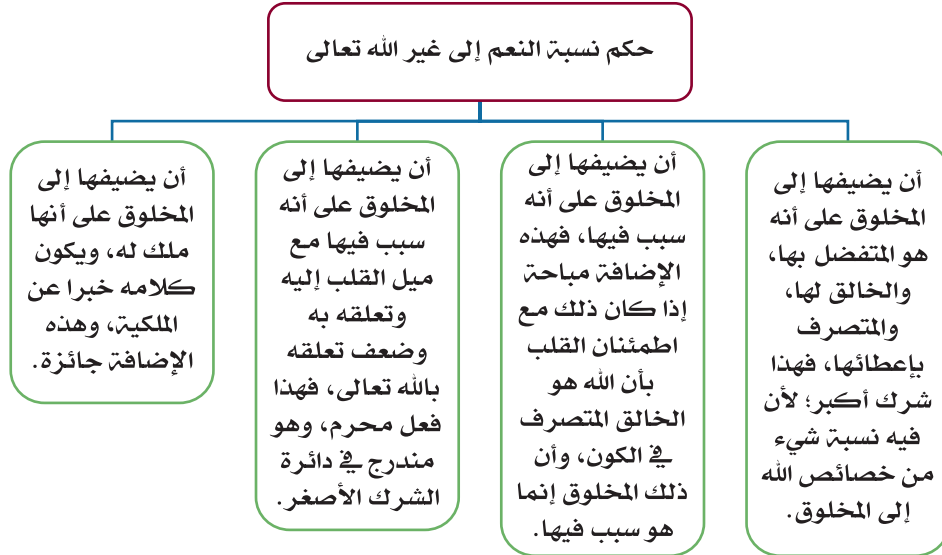 حكم نسبة النعم إلى غير الله تعالى
أن يضيفها إلى
المخلوق على أنه
هو المتفضل بها،
والخالق لها،
والمتصرف
بإعطائها، فهذا
شرك أكبر؛ لأن
فيه نسبة شيء
من خصائص الله
إلى المخلوق.
أن يضيفها إلى
المخلوق على أنه
سبب فيها، فهذه
الإضافة مباحة
إذا كان ذلك مع
اطمئنان القلب
بأن الله هو
الخالق المتصرف
في الكون، وأن
ذلك المخلوق إنما
هو سبب فيها.
أن يضيفها إلى
المخلوق على أنه
سبب فيها مع
ميل القلب إليه
وتعلقه به
وضعف تعلقه
بالله تعالى، فهذا
فعل محرم، وهو
مندرج في دائرة
الشرك الأصغر.
أن يضيفها إلى
المخلوق على أنها
ملك له، ويكون
كلامه خبرا عن
الملكية، وهذه
الإضافة جائزة.